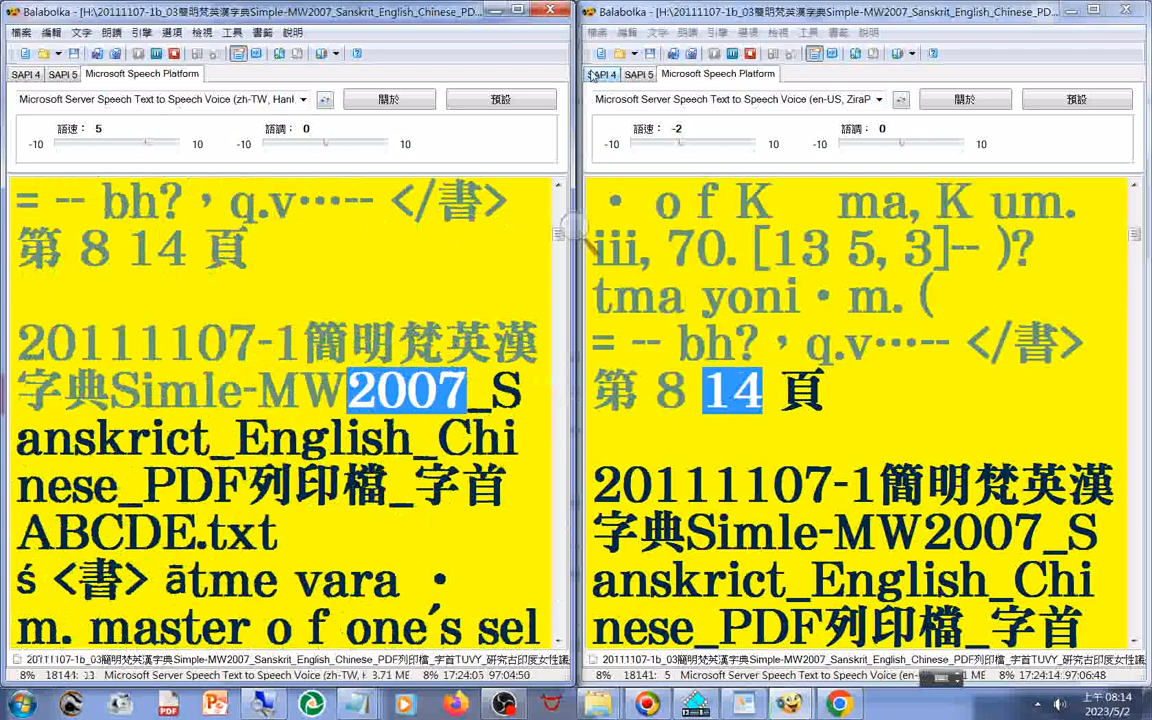 Balabolka - [H:\20111107-1b_03簡明梵英漢字典Simple-MW2007_Sanskrit_English_Chinese_PD...
檔案 編輯 文字 朗讀 引擎 選項 檢視 工具 書籤 說明
SAPI 4 SAPI 5 Microsoft Speech Platform
Microsoft Server Speech Text to Speech Voice (zh-TW, Hanl
關於 預設
語速： 5 語調： 0
-10 10 -10 10
= -- bh?，q.v…-- </書>
第 8 14 頁
20111107-1簡明梵英漢
字典Simle-MW2007_S
anskrict_English_Chi
nese_PDF列印檔_字首
ABCDE.txt
ś <書> ātme vara •
m. master o f one's sel
20111107-1b_03簡明梵英漢字典Simple-MW2007_Sanskrit_English_Chinese_PDF列印檔_字首TUVY_研究古印度女性議
8% 18144: 13 Microsoft Server Speech Text to Speech Voice (zh-TW, H 3.71 ME 8% 17:24:05 97:04:50
Balabolka - [H:\20111107-1b_03簡明梵英漢字典Simple-MW2007_Sanskrit_English_Chinese_PD...
檔案 編輯 文字 朗讀 引擎 選項 檢視 工具 書籤 說明
SAPI 4 SAPI 5 Microsoft Speech Platform
Microsoft Server Speech Text to Speech Voice (en-US, ZiraP
關於 預設
語速： -2 語調： 0
-10 10 -10 10
• o f K ma, K um.
iii, 70. [13 5, 3]-- )?
tma yoni • m. (
= -- bh?，q.v…-- </書>
第 8 14 頁
20111107-1簡明梵英漢
字典Simle-MW2007_S
anskrict_English_Chi
nese_PDF列印檔_字首
20111107-1b_03簡明梵英漢字典Simple-MW2007_Sanskrit_English_Chinese_PDF列印檔_字首TUVY_研究古印度女性議
8% 18141: 5 Microsoft Server Speech Text to Speech Voice ME 8% 17:24:14 97:06:48
PDF
上午 08:14
2023/5/2